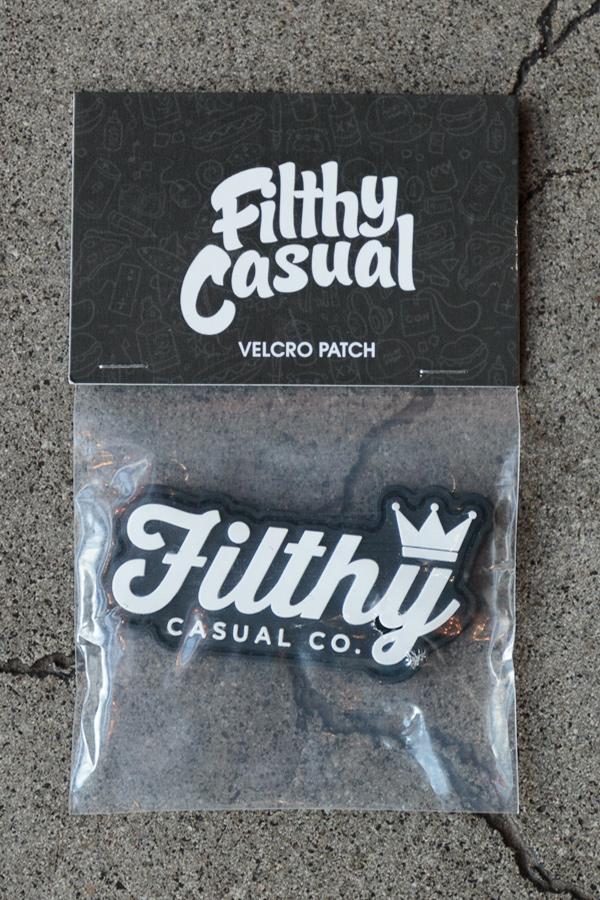 Filthy
Casual
VELCRO PATCH
Filthy
CASUAL CO.